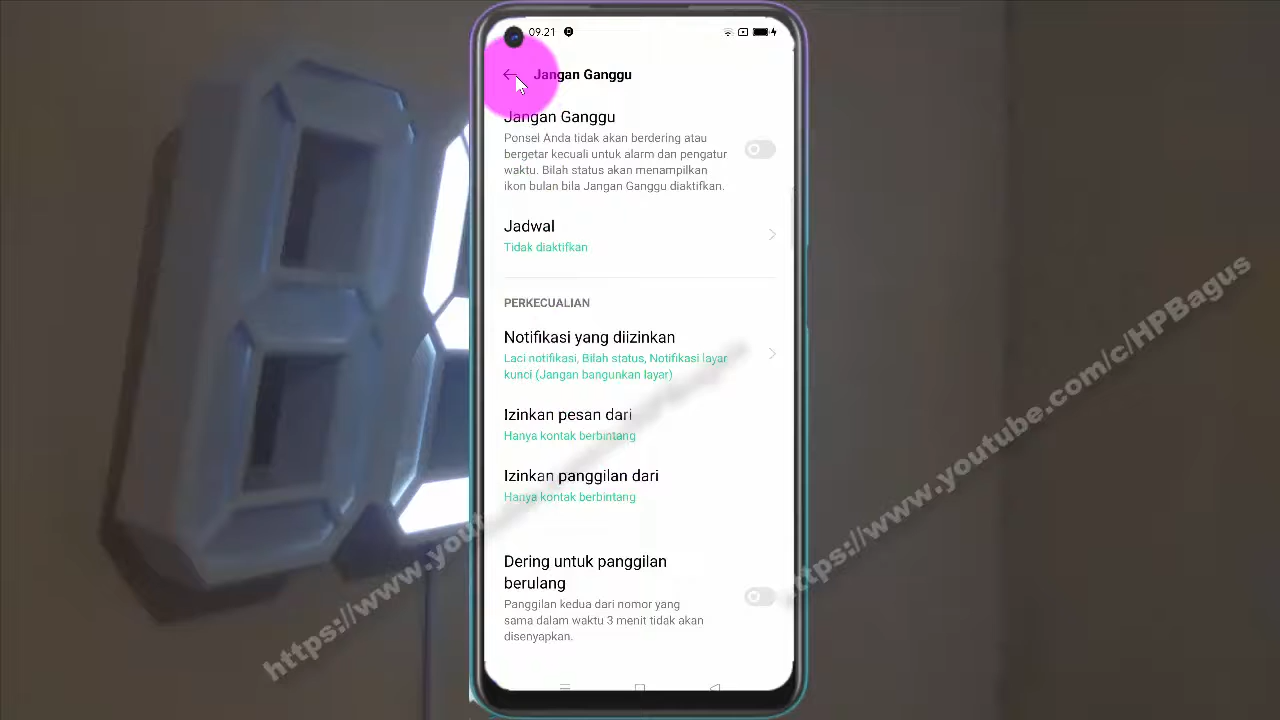 09.21
Jangan Ganggu
Jangan Ganggu
Ponsel Anda tidak akan berdering atau
bergetar kecuali untuk alarm dan pengatur
waktu. Bilah status akan menampilkan
ikon bulan bila Jangan Ganggu diaktifkan.
Jadwal
Tidak diaktifkan
PERKECUALIAN
Notifikasi yang diizinkan
Laci notifikasi, Bilah status, Notifikasi layar
kunci (Jangan bangunkan layar)
Izinkan pesan dari
Hanya kontak berbintang
Izinkan panggilan dari
Hanya kontak berbintang
Dering untuk panggilan
berulang
Panggilan kedua dari nomor yang
sama dalam waktu 3 menit tidak akan
disenyapkan.
https://www.yout
https://www.youtube.com/c/HPBagus